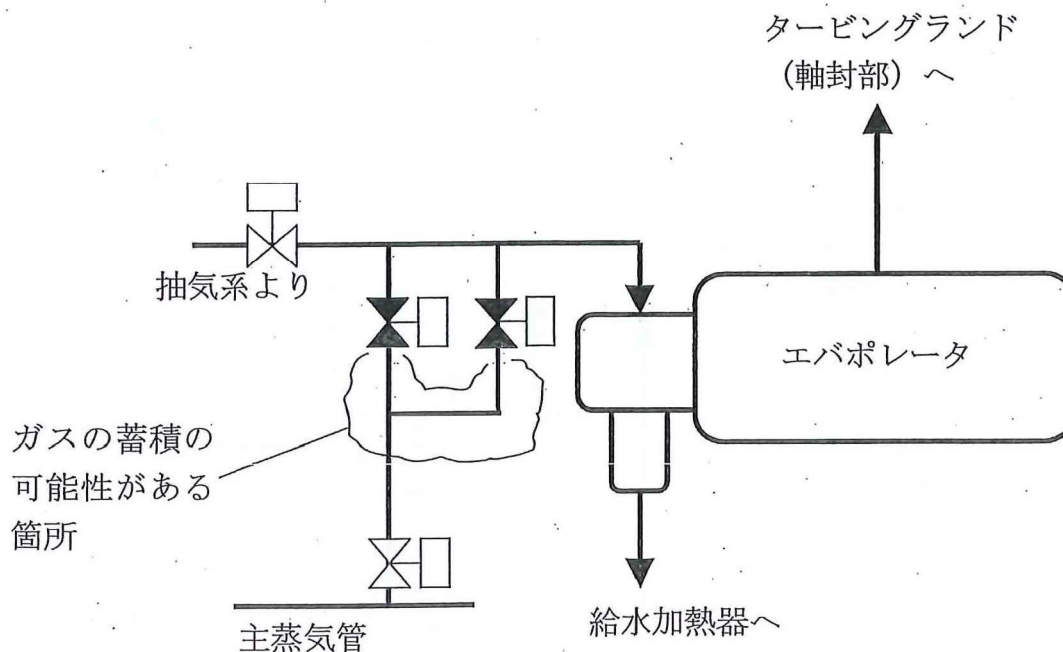 タービングランド
（軸封部）へ
抽気系より
エバポレータ
ガスの蓄積の
可能性がある
箇所
主蒸気管
給水加熱器へ